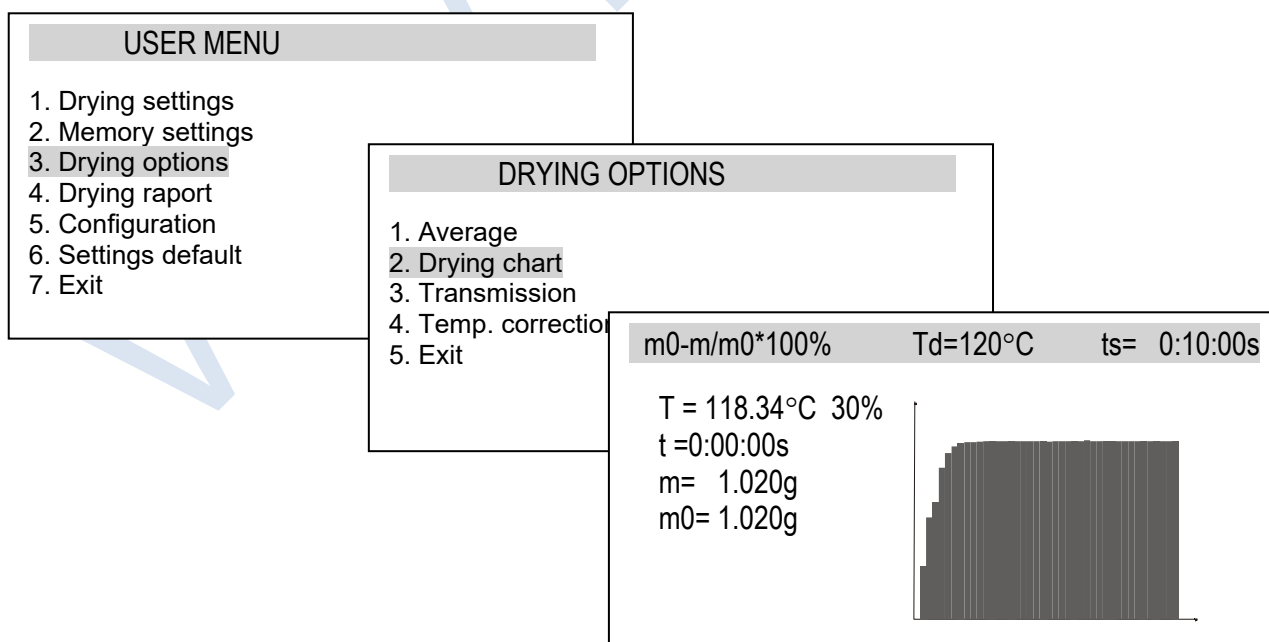 USER MENU
1. Drying settings
2. Memory settings
3. Drying options
4. Drying raport
5. Configuration
6. Settings default
7. Exit
DRYING OPTIONS
1. Average
2. Drying chart
3. Transmission
4. Temp. correction
5. Exit
m0-m/m0*100% Td=120°C ts= 0:10:00s
T = 118.34°C 30%
t =0:00:00s
m= 1.020g
m0= 1.020g